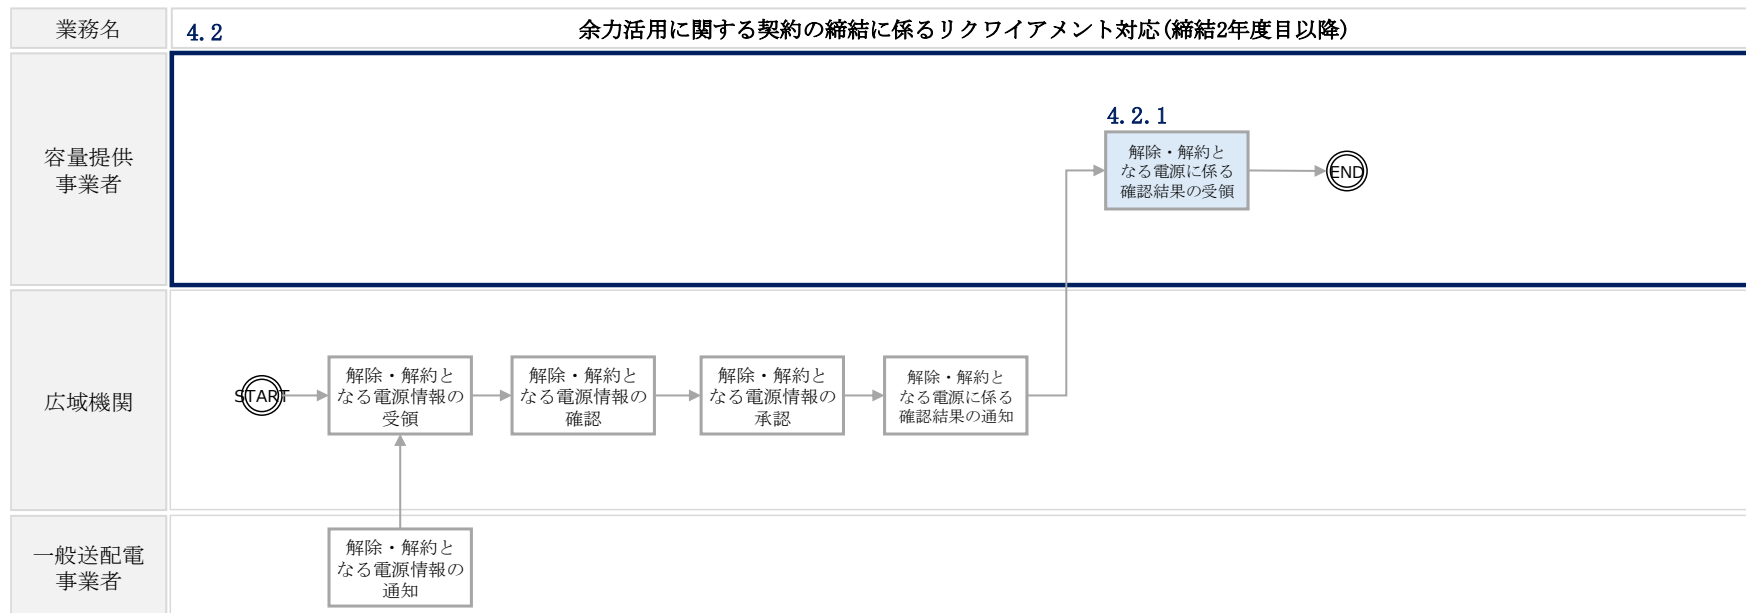 業務名
4.2
余力活用に関する契約の締結に係るリクワイアメント対応(締結2年度目以降)
容量提供
事業者
4.2.1
解除・解約と
なる電源に係る
確認結果の受領
END
広域機関
START
解除・解約と
なる電源情報の
受領
解除・解約と
なる電源情報の
確認
解除・解約と
なる電源情報の
承認
解除・解約と
なる電源に係る
確認結果の通知
一般送配電
事業者
解除・解約と
なる電源情報の
通知